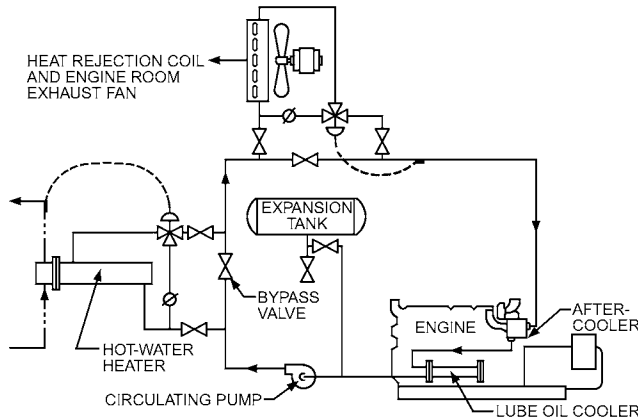 HEAT REJECTION COIL
AND ENGINE ROOM
EXHAUST FAN
EXPANSION
TANK
BYPASS
VALVE
ENGINE
AFTER-
COOLER
HOT-WATER
HEATER
CIRCULATING PUMP
LUBE OIL COOLER